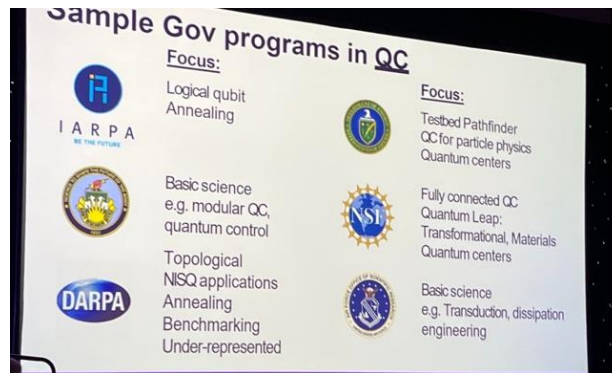 Sample Gov programs in QC
Focus:
Logical qubit
Annealing
IARPA
BE THE FUTURE
Basic science
e.g. modular QC,
quantum control
DARPA
Topological
NISQ applications
Annealing
Benchmarking
Under-represented
Focus:
Testbed Pathfinder
QC for particle physics
Quantum centers
NSF
Fully connected QC
Quantum Leap:
Transformational, Materials
Quantum centers
Basic science
e.g. Transduction, dissipation
engineering